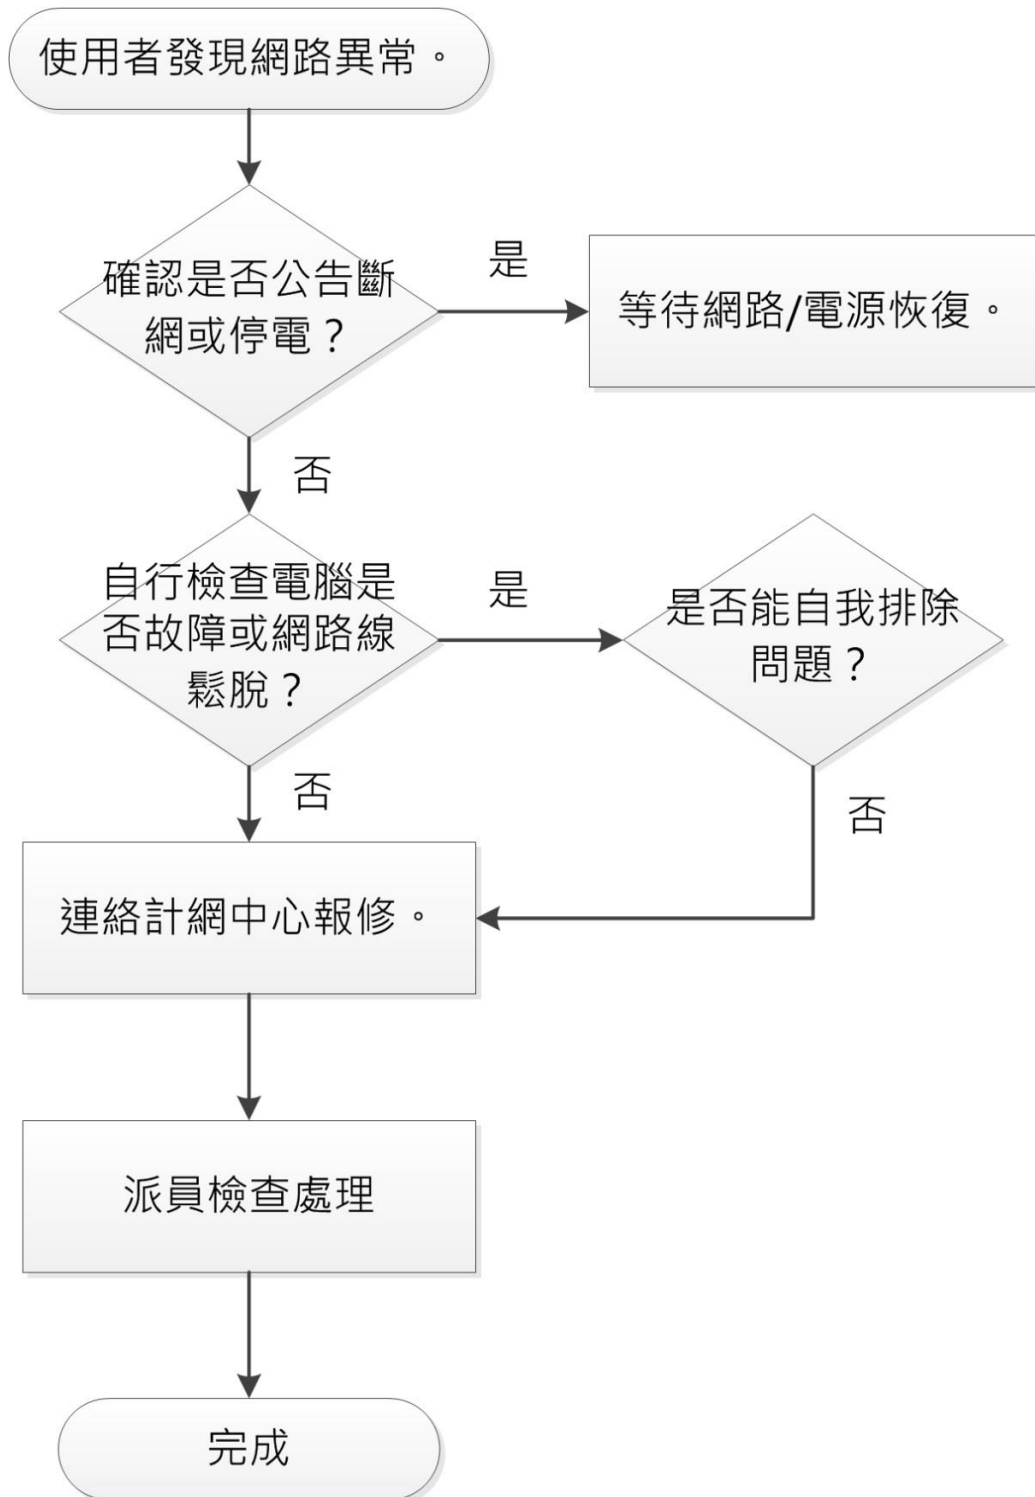 使用者發現網路異常。
確認是否公告斷
網或停電？
是
等待網路/電源恢復。
否
自行檢查電腦是
否故障或網路線
鬆脫？
是
是否能自我排除
問題？
否
否
連絡計網中心報修。
派員檢查處理
完成